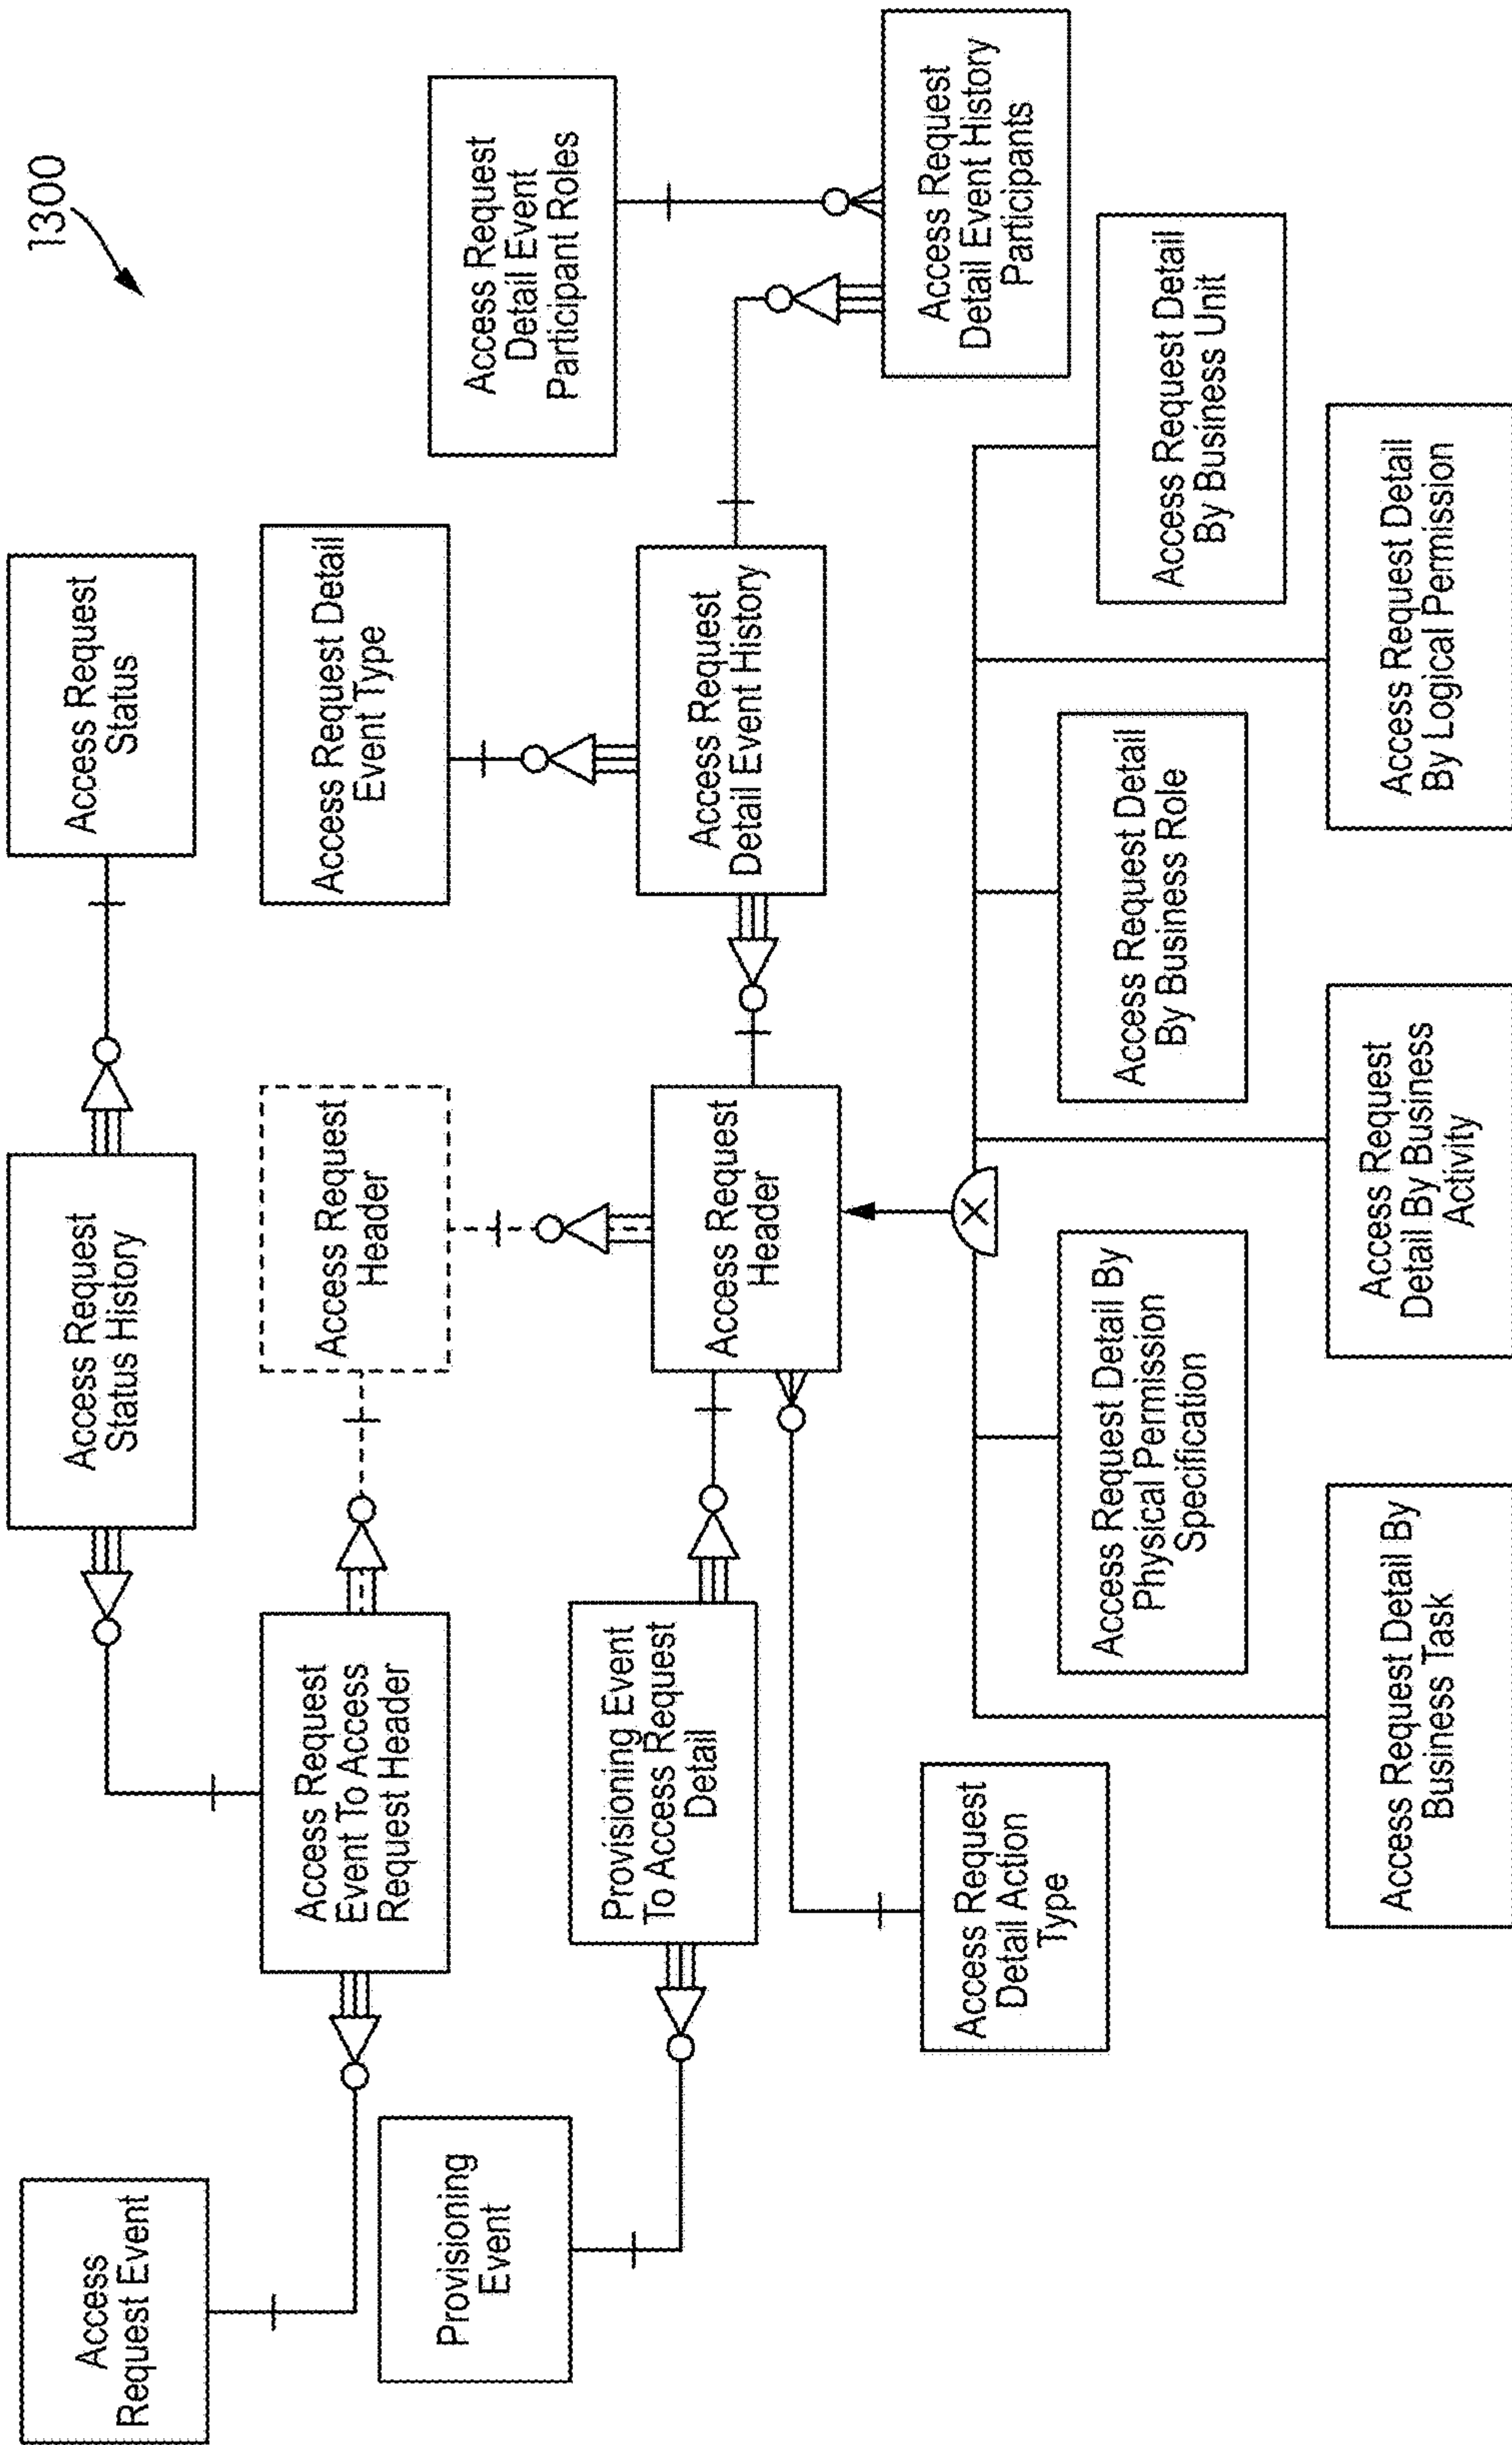 1300
Access
Request Event
Access Request
Status History
Access Request
Status
Access Request
Event To Access
Request Header
Access Request
Header
Access Request Detail
Event Type
Provisioning
Event
Access Request
Detail Event
Participant Roles
Provisioning Event
To Access Request
Detail
Access Request
Header
Access Request
Detail Event History
Access Request
Detail Event History
Participants
Access Request
Detail Action
Type
X
Access Request Detail By
Physical Permission
Specification
Access Request Detail
By Business Role
Access Request Detail
By Business Unit
Access Request Detail By
Business Task
Access Request
Detail By Business
Activity
Access Request Detail
By Logical Permission